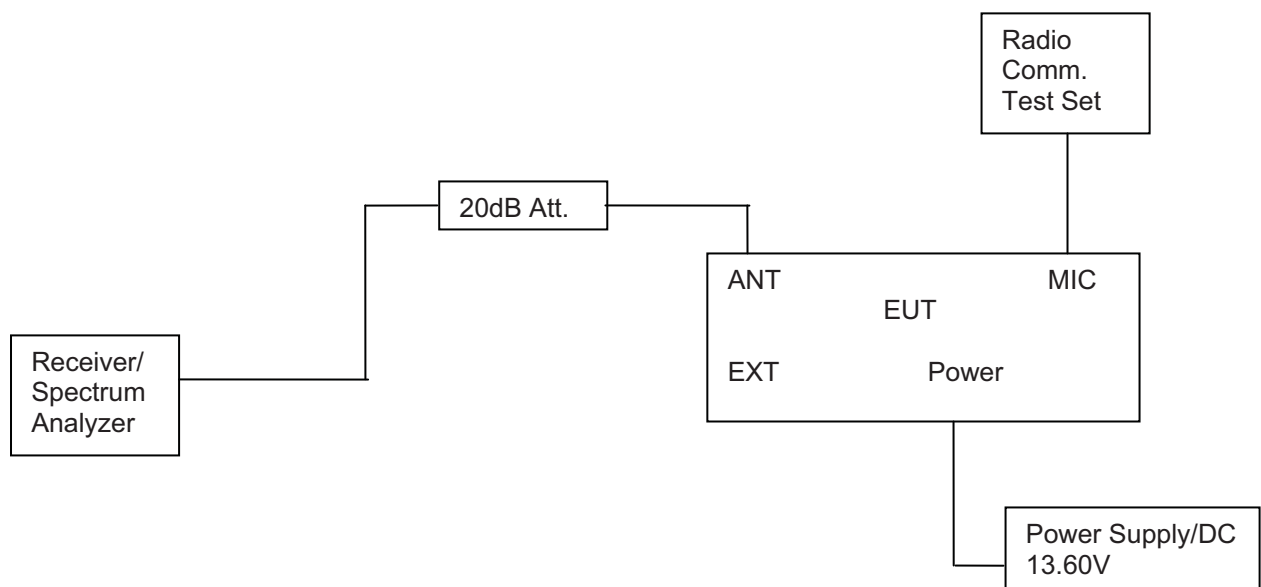 Radio
Comm.
Test Set
20dB Att.
ANT
MIC
EUT
Receiver/
Spectrum
Analyzer
EXT
Power
Power Supply/DC
13.60V